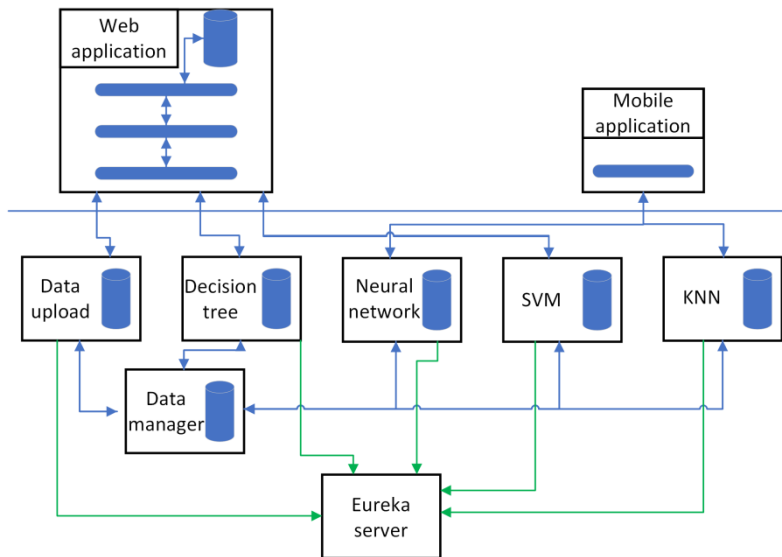 Web
application
Mobile
application
Data
upload
Decision
tree
Neural
network
SVM
KNN
Data
manager
Eureka
server